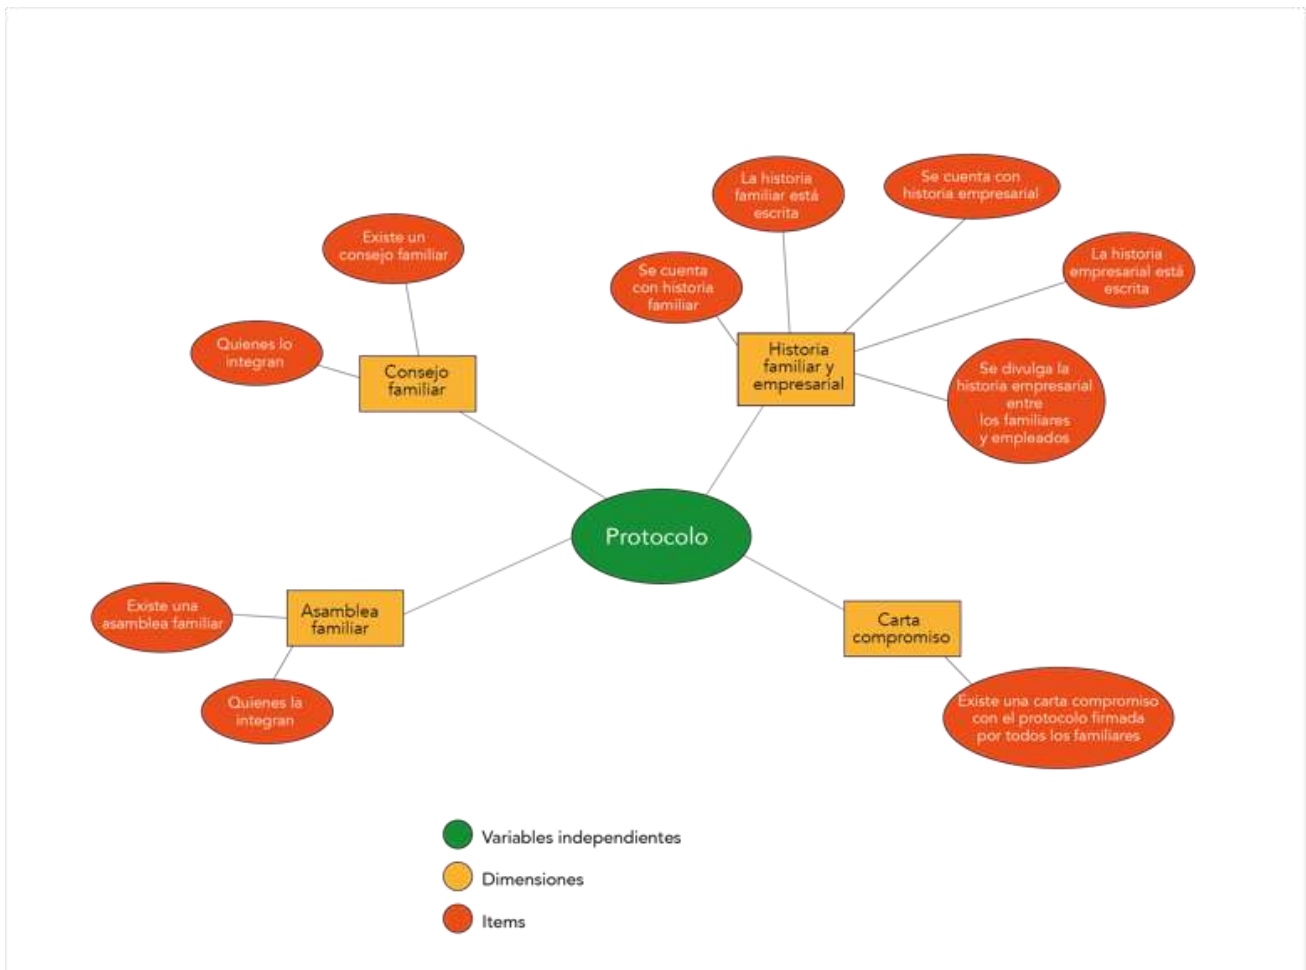 La historia
familiar está
escrita
Se cuenta con
historia empresarial
Existe un
consejo familiar
Se cuenta
con historia
familiar
La historia
empresarial está
escrita
Quienes lo
integran
Consejo
familiar
Historia
familiar y
empresarial
Se divulga la
historia empresarial
entre
los familiares
y empleados
Protocolo
Existe una
asamblea familiar
Asamblea
familiar
Carta
compromiso
Quienes la
integran
Existe una carta compromiso
con el protocolo firmada
por todos los familiares
Variables independientes
Dimensiones
Items